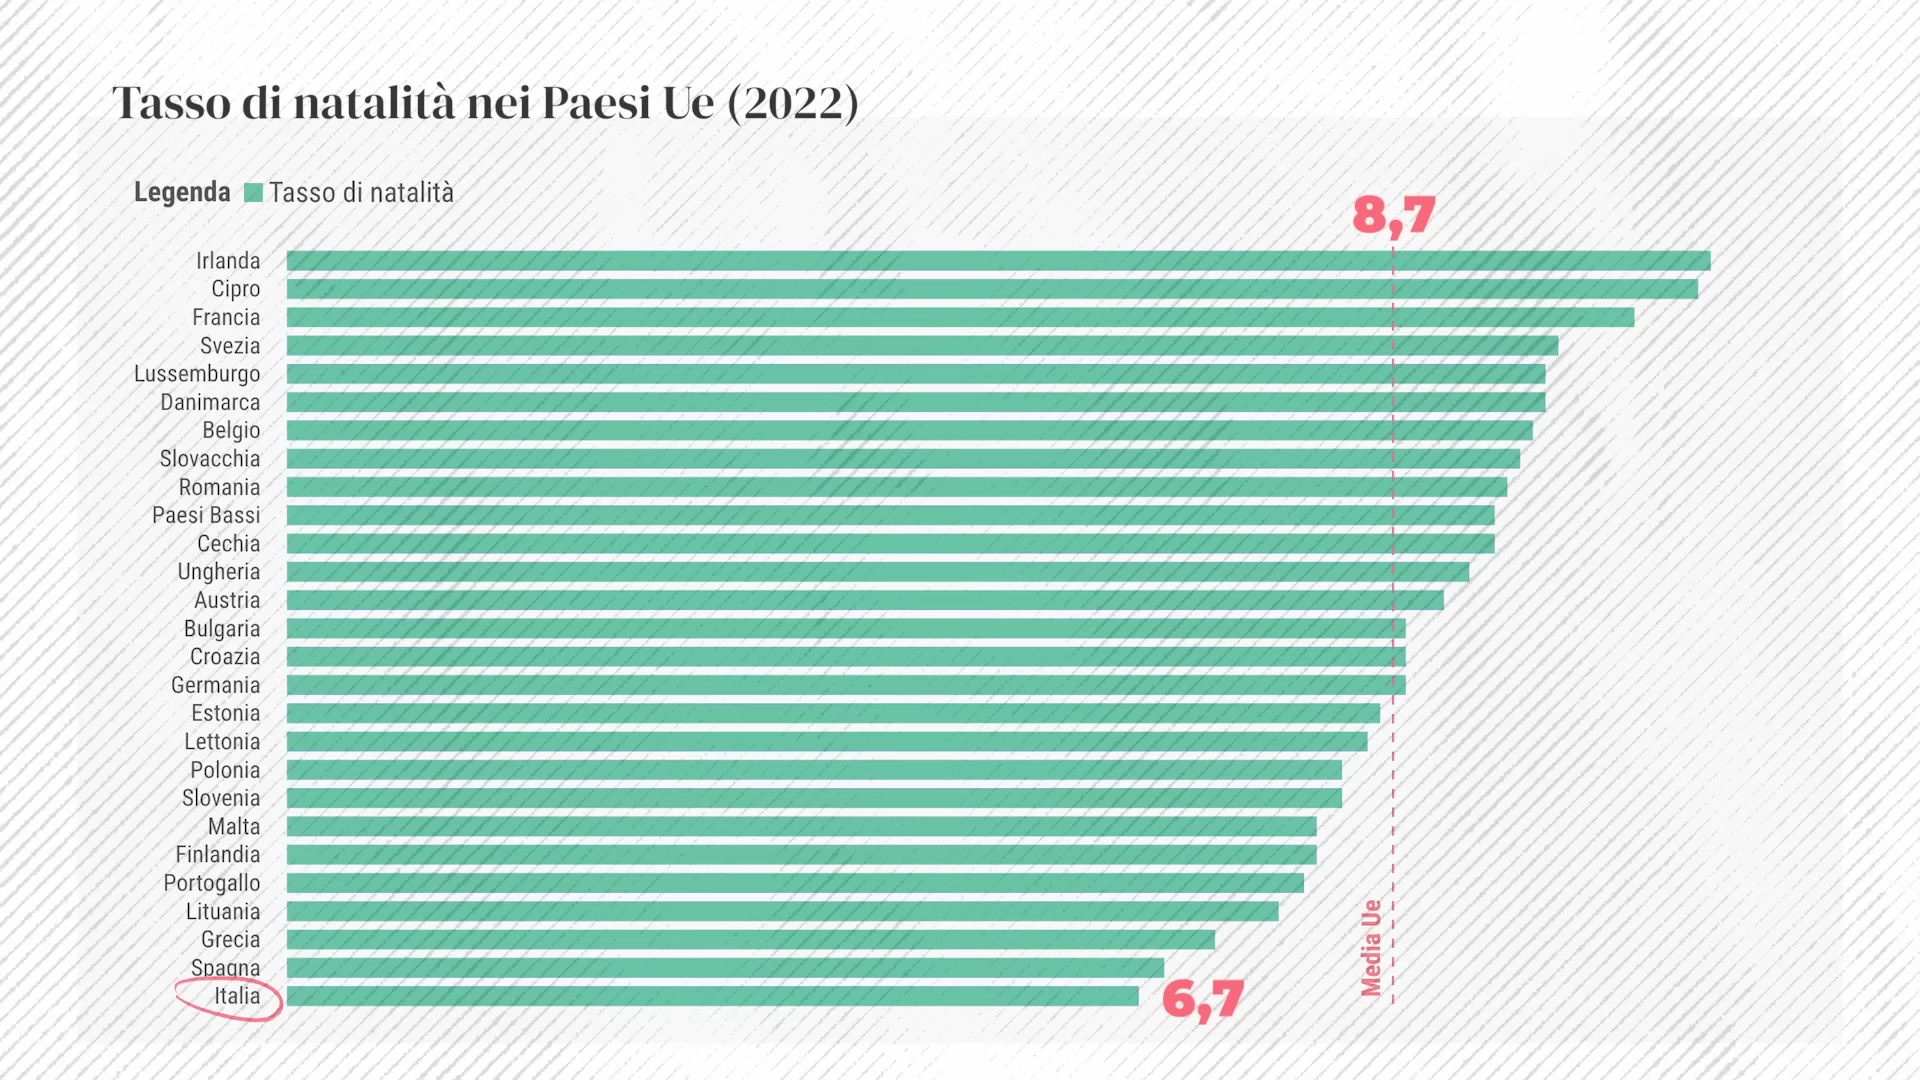 Tasso di natalità nei Paesi Ue (2022)
Legenda Tasso di natalità
8,7
Irlanda
Cipro
Francia
Svezia
Lussemburgo
Danimarca
Belgio
Slovacchia
Romania
Paesi Bassi
Cechia
Ungheria
Austria
Bulgaria
Croazia
Germania
Estonia
Lettonia
Polonia
Slovenia
Malta
Finlandia
Portogallo
Lituania
Grecia
Spagna
Italia
6,7
Media Ue